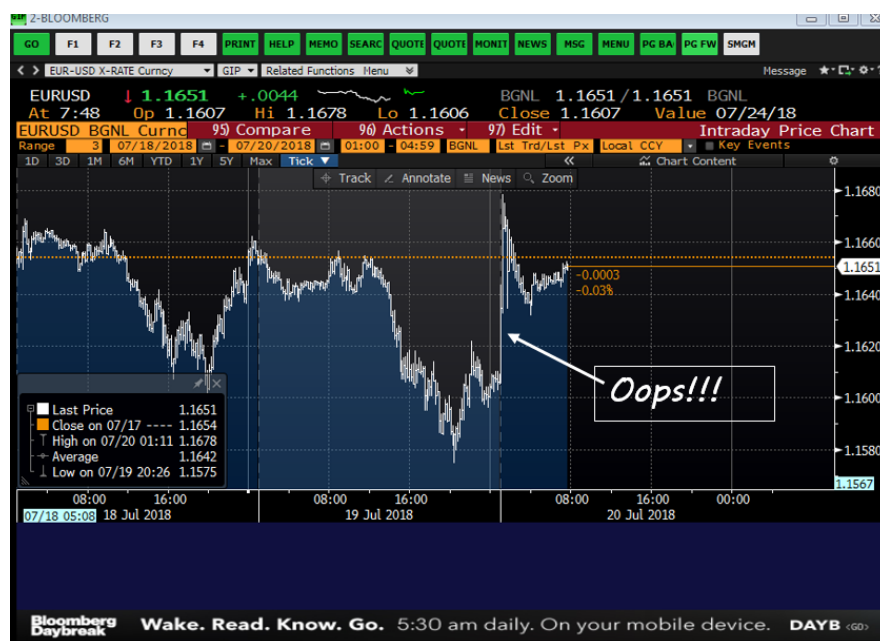 2-BLOOMBERG
GO F1 F2 F3 F4 PRINT HELP MEMO SEARC QUOTE QUOTE MONIT NEWS MSG MENU PG BA PG FW SMGM
EUR-USD X-RATE Curncy GIP Related Functions Menu Message
EURUSD 1.1651 +.0044 BGNL 1.1651/1.1651 BGNL
At 7:48 Op 1.1607 Hi 1.1678 Lo 1.1606 Close 1.1607 Value 07/24/18
EURUSD BGNL Curnc 95) Compare 96) Actions 97) Edit Intraday Price Chart
Range 3 07/18/2018 - 07/20/2018 01:00 - 04:59 BGNL Lst Trd/Lst Px Local CCY Key Events
1D 3D 1M 6M YTD 1Y 5Y Max Tick Chart Content
Track Annotate News Zoom
1.1680
1.1660
1.1651
-0.0003
-0.03%
1.1640
1.1620
Oops!!!
1.1600
1.1580
1.1567
Last Price 1.1651
Close on 07/17 ---- 1.1654
High on 07/20 01:11 1.1678
Average 1.1642
Low on 07/19 20:26 1.1575
08:00 16:00 08:00 16:00 08:00 16:00 00:00
07/18 05:08 18 Jul 2018 19 Jul 2018 20 Jul 2018
Bloomberg Daybreak Wake. Read. Know. Go. 5:30 am daily. On your mobile device. DAYB <GO>